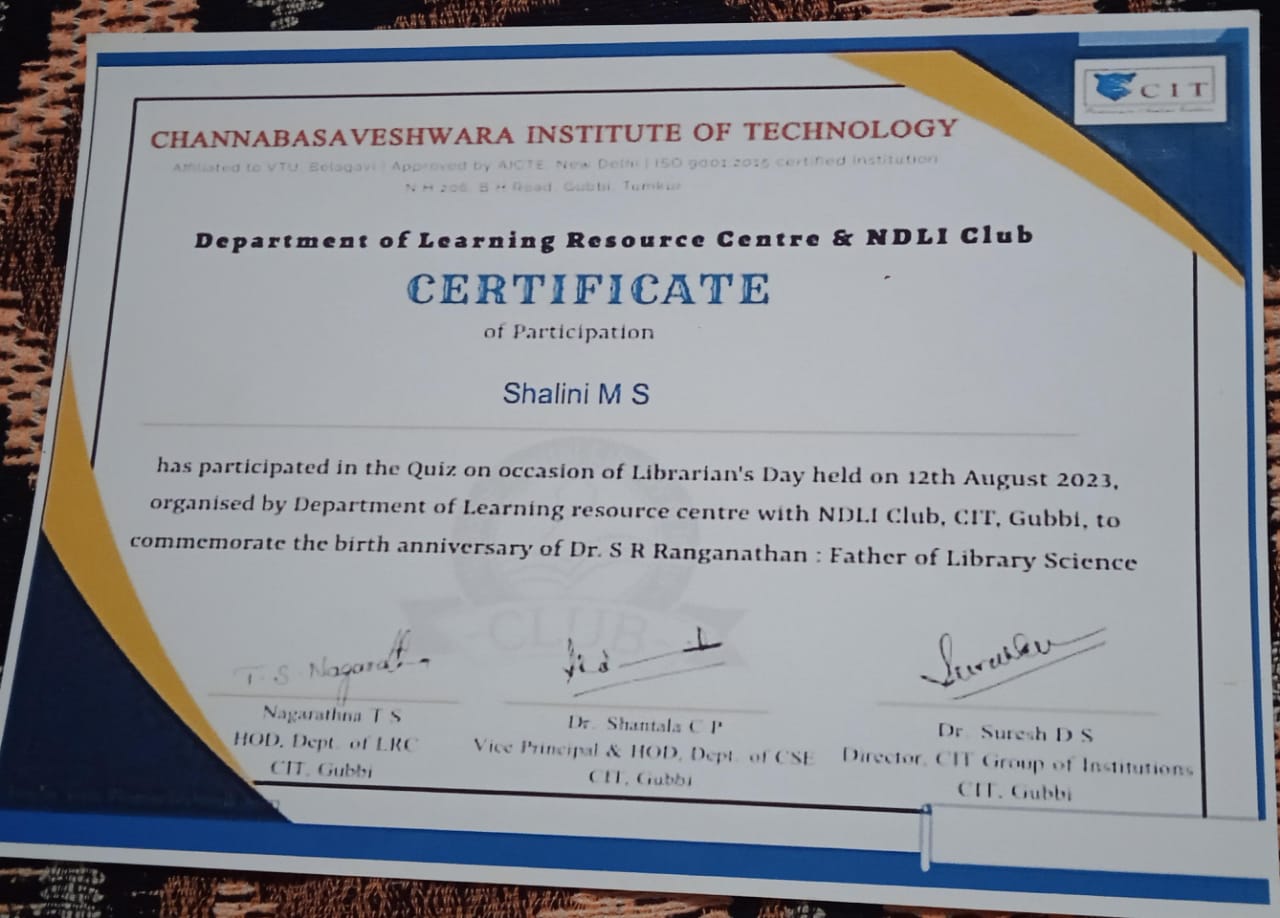 CIT
CHANNABASAVESHWARA INSTITUTE OF TECHNOLOGY
Affiliated to VTU, Belagavi | Approved by AICTE, New Delhi | ISO 9001:2015 certified Institution
N H 206, B H Road, Gubbi, Tumkur
Department of Learning Resource Centre & NDLI Club
CERTIFICATE
of Participation
Shalini M S
has participated in the Quiz on occasion of Librarian's Day held on 12th August 2023,
organised by Department of Learning resource centre with NDLI Club, CIT, Gubbi, to
commemorate the birth anniversary of Dr. S R Ranganathan : Father of Library Science
CLUB
T. S. Nagarat
Nagarathna T S
HOD, Dept. of LRC
CIT, Gubbi
Dr. Shantala C P
Vice Principal & HOD, Dept. of CSE
CIT, Gubbi
Dr. Suresh D S
Director, CIT Group of Institutions
CIT, Gubbi